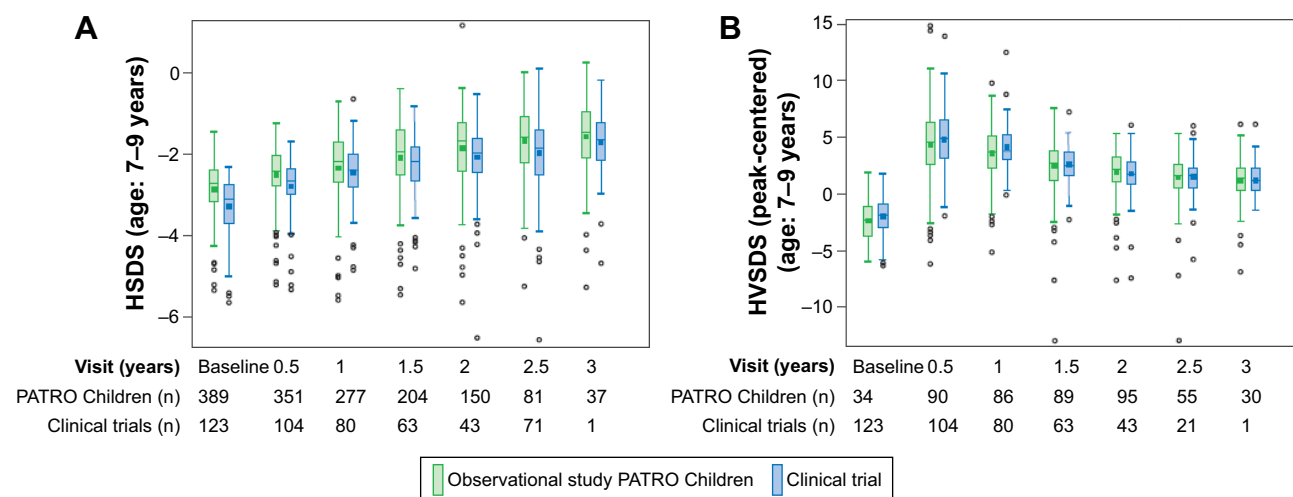 A
HSDS (age: 7–9 years)
0
–2
–4
–6
Visit (years) Baseline 0.5 1 1.5 2 2.5 3
PATRO Children (n) 389 351 277 204 150 81 37
Clinical trials (n) 123 104 80 63 43 71 1
B
HVSDS (peak-centered)
(age: 7–9 years)
15
10
5
0
–5
–10
Visit (years) Baseline 0.5 1 1.5 2 2.5 3
PATRO Children (n) 34 90 86 89 95 55 30
Clinical trials (n) 123 104 80 63 43 21 1
Observational study PATRO Children Clinical trial